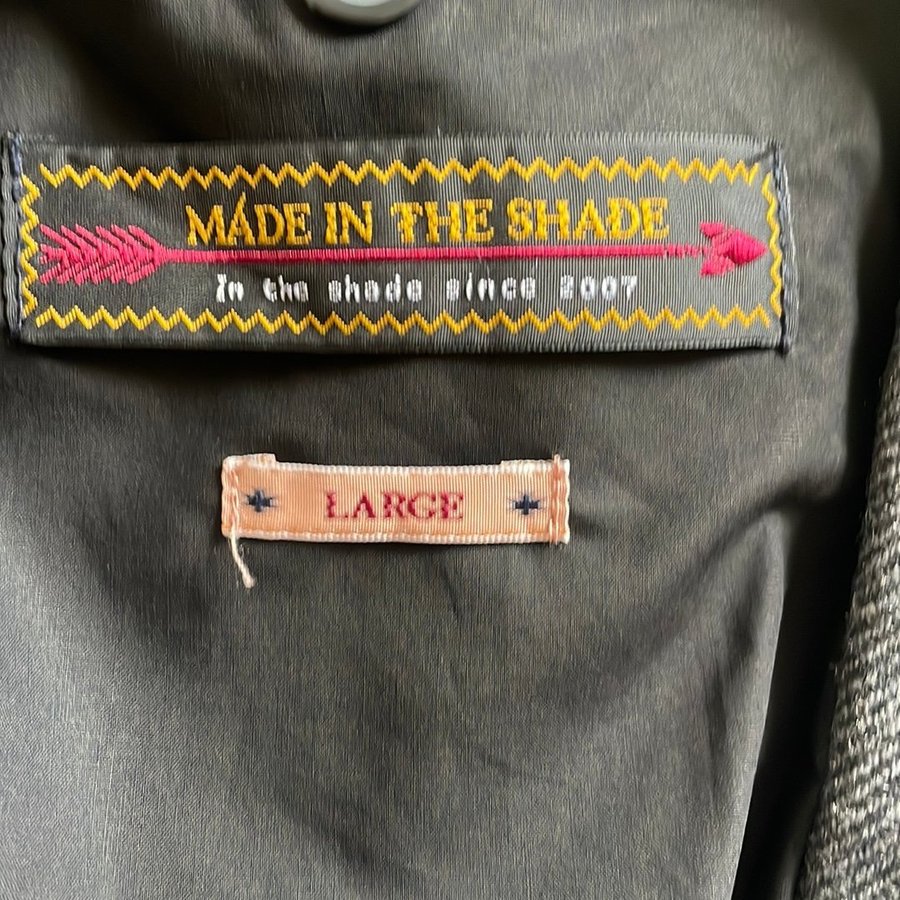 MADE IN THE SHADE
In the shade since 2007
LARGE